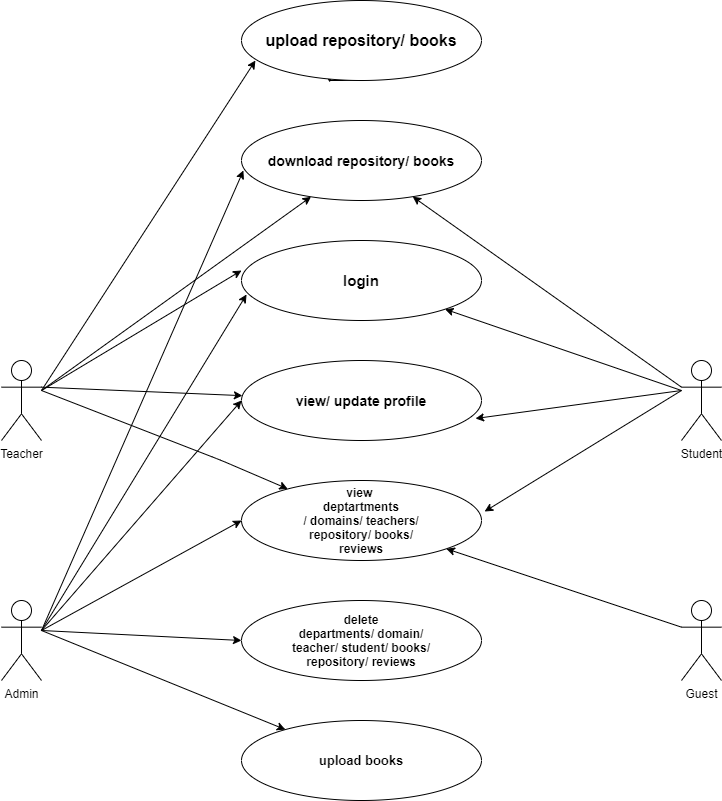 upload repository/ books
download repository/ books
login
view/ update profile
Teacher
Student
view
deptartments
/ domains/ teachers/
repository/ books/
reviews
delete
departments/ domain/
teacher/ student/ books/
repository/ reviews
Admin
Guest
upload books